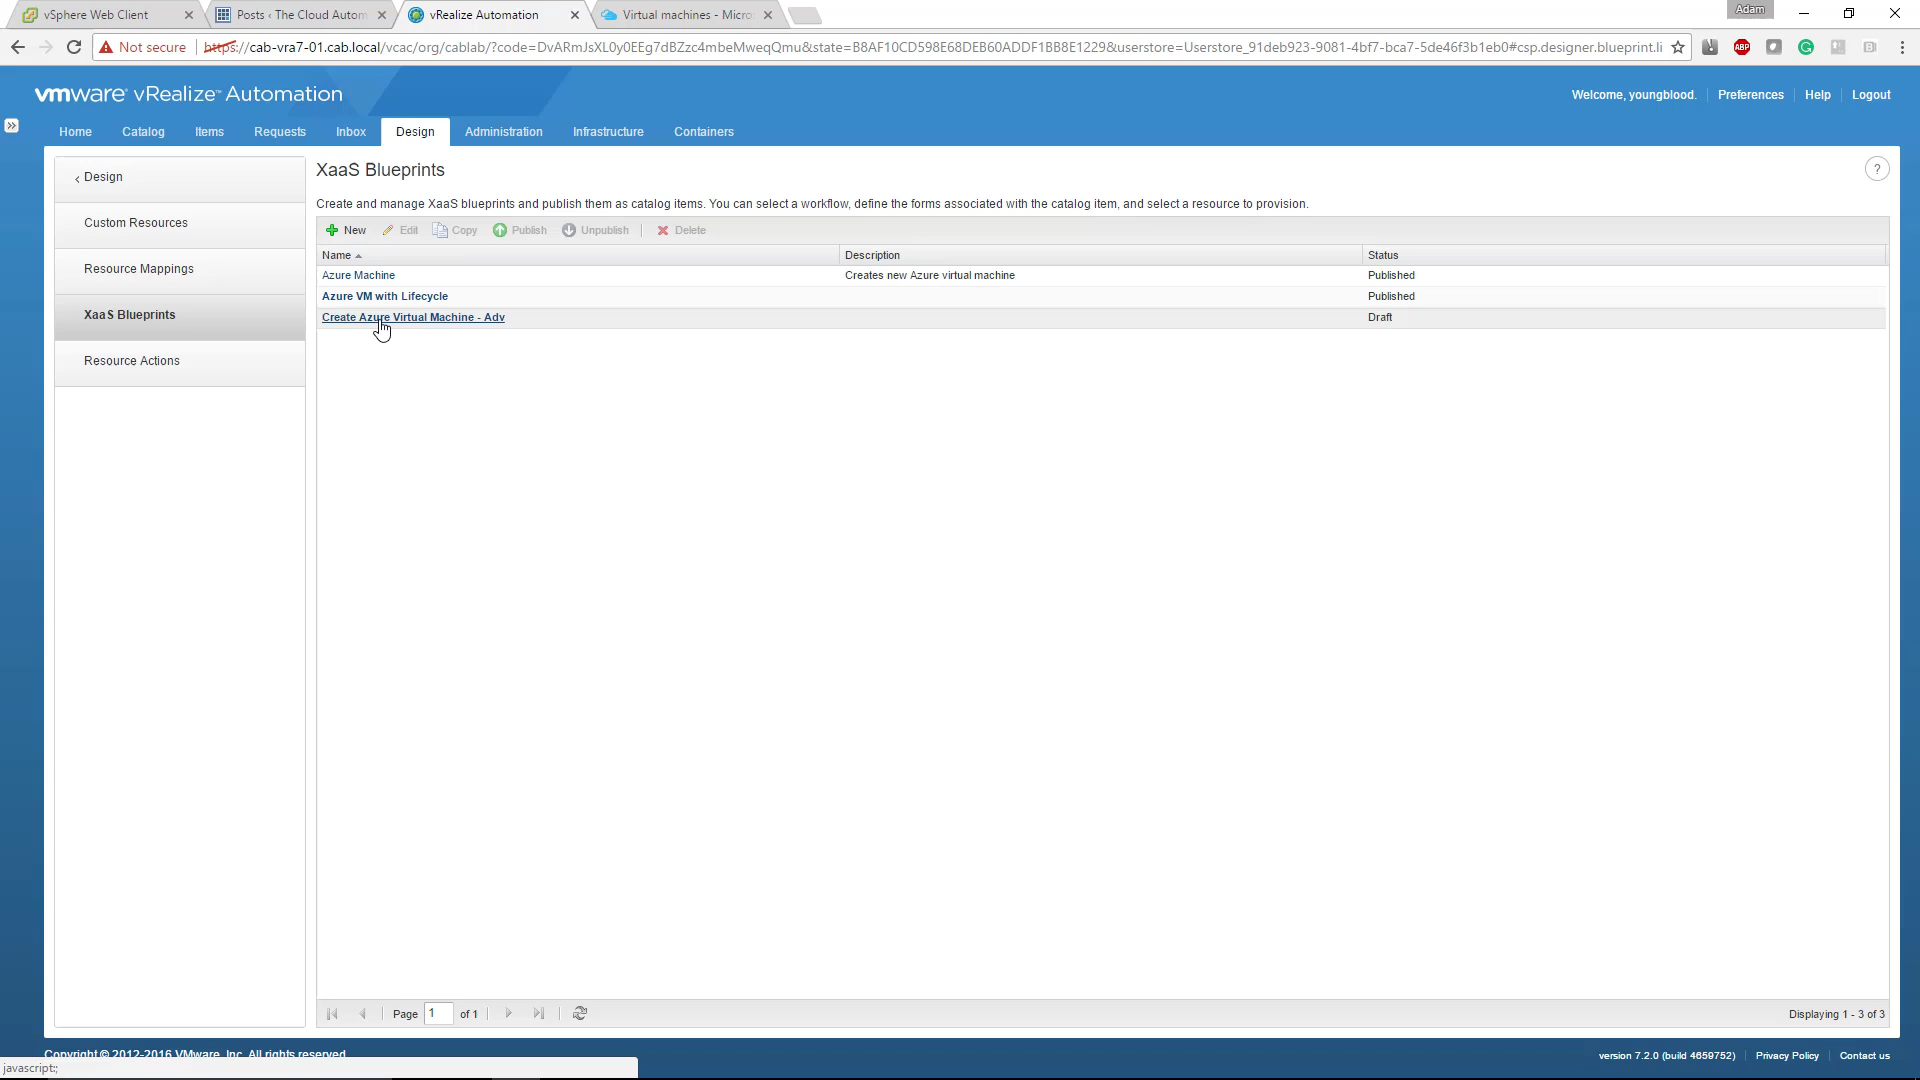 vSphere Web Client
Posts ‹ The Cloud Autom
vRealize Automation
Virtual machines - Micro
Adam
Not secure
https://cab-vra7-01.cab.local/vcac/org/cablab/?code=DvARmJsXL0y0EEg7dBZzc4mbeMweqQmu&state=B8AF10CD598E68DEB60ADDF1BB8E1229&userstore=Userstore_91deb923-9081-4bf7-bca7-5de46f3b1eb0#csp.designer.blueprint.li
ABP
vmware vRealize™ Automation
Welcome, youngblood.
Preferences
Help
Logout
Home
Catalog
Items
Requests
Inbox
Design
Administration
Infrastructure
Containers
‹ Design
Custom Resources
Resource Mappings
XaaS Blueprints
Resource Actions
XaaS Blueprints
?
Create and manage XaaS blueprints and publish them as catalog items. You can select a workflow, define the forms associated with the catalog item, and select a resource to provision.
New
Edit
Copy
Publish
Unpublish
Delete
Name
Description
Status
Azure Machine
Creates new Azure virtual machine
Published
Azure VM with Lifecycle
Published
Create Azure Virtual Machine - Adv
Draft
Page 1 of 1
Displaying 1 - 3 of 3
Copyright © 2012-2016 VMware, Inc. All rights reserved.
version 7.2.0 (build 4659752)
Privacy Policy
Contact us
javascript:;